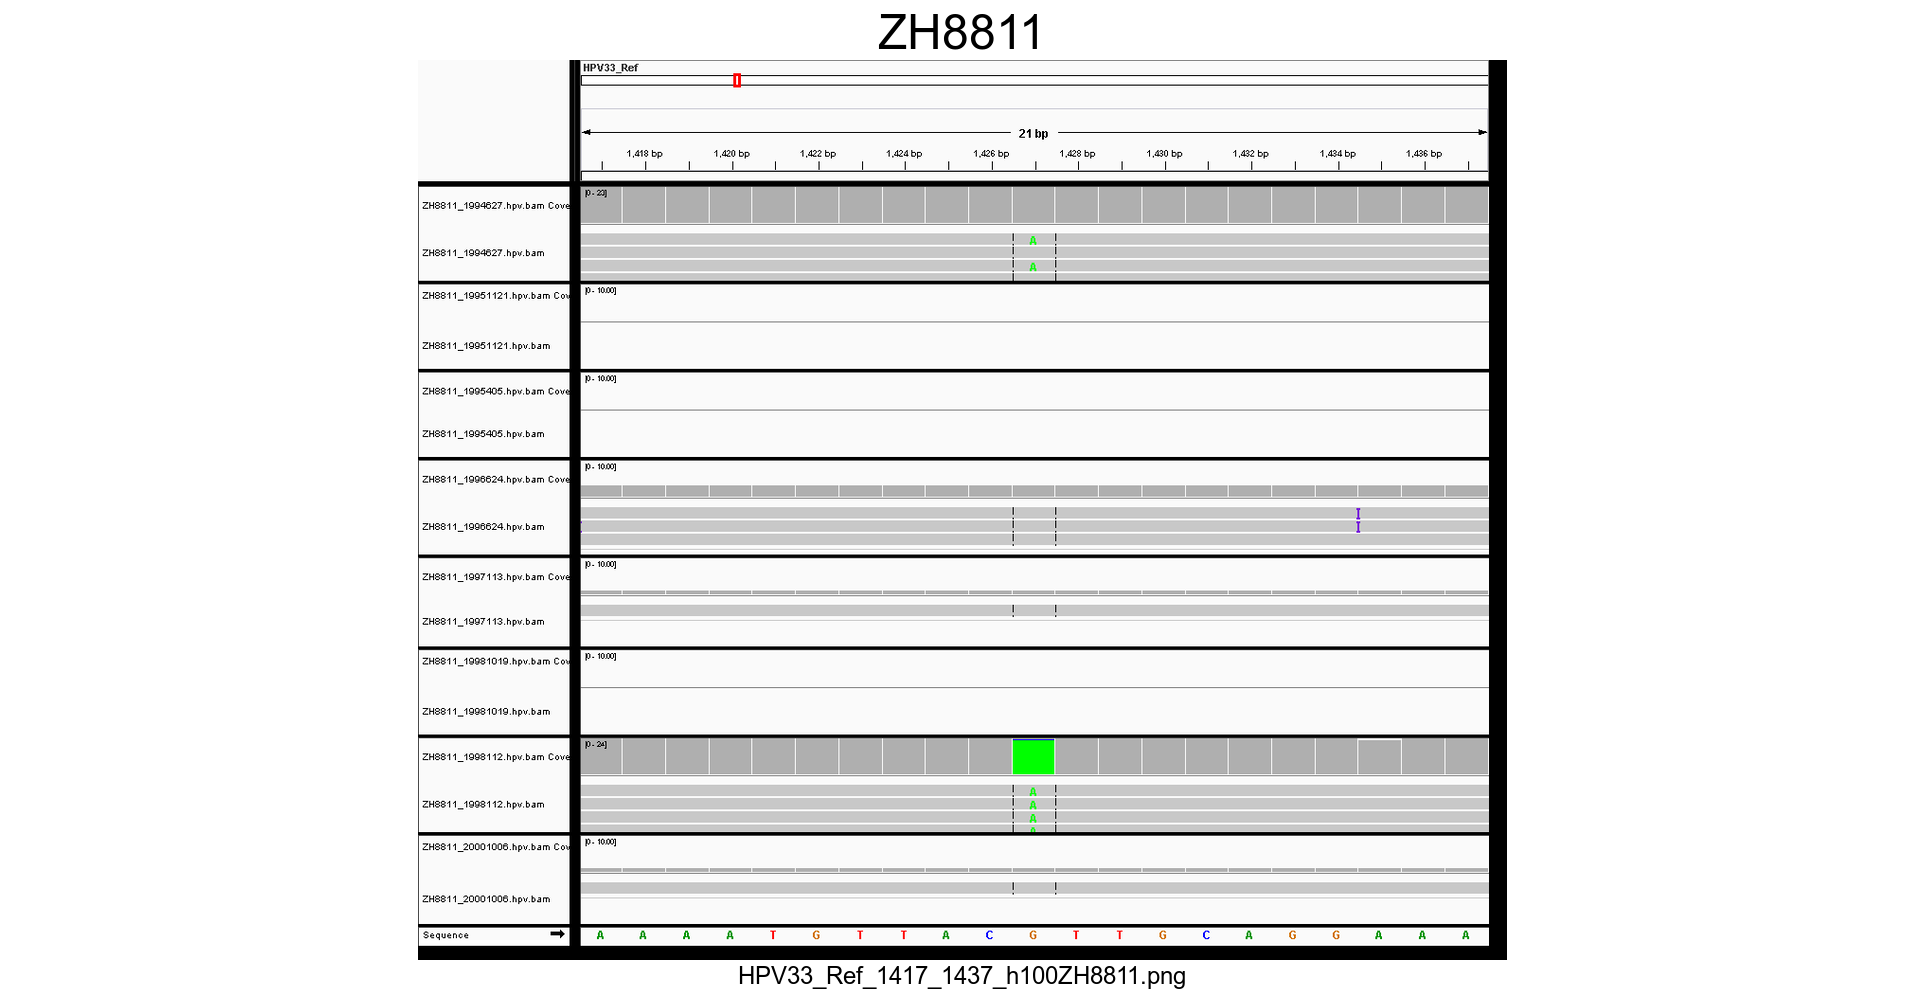 ZH8811
HPV33_Ref
21 bp
1,418 bp 1,420 bp 1,422 bp 1,424 bp 1,426 bp 1,428 bp 1,430 bp 1,432 bp 1,434 bp 1,436 bp
[0 - 23]
ZH8811_1994627.hpv.bam Cove
A
ZH8811_1994627.hpv.bam
A
[0 - 10.00]
ZH8811_19951121.hpv.bam Cov
ZH8811_19951121.hpv.bam
[0 - 10.00]
ZH8811_1995405.hpv.bam Cove
ZH8811_1995405.hpv.bam
[0 - 10.00]
ZH8811_1996624.hpv.bam Cove
I
ZH8811_1996624.hpv.bam I
[0 - 10.00]
ZH8811_1997113.hpv.bam Cove
ZH8811_1997113.hpv.bam
[0 - 10.00]
ZH8811_19981019.hpv.bam Cov
ZH8811_19981019.hpv.bam
[0 - 24]
ZH8811_1998112.hpv.bam Cove
A
ZH8811_1998112.hpv.bam A
A
A
[0 - 10.00]
ZH8811_20001006.hpv.bam Cov
ZH8811_20001006.hpv.bam
Sequence A A A A T G T T A C G T T G C A G G A A A
HPV33_Ref_1417_1437_h100ZH8811.png